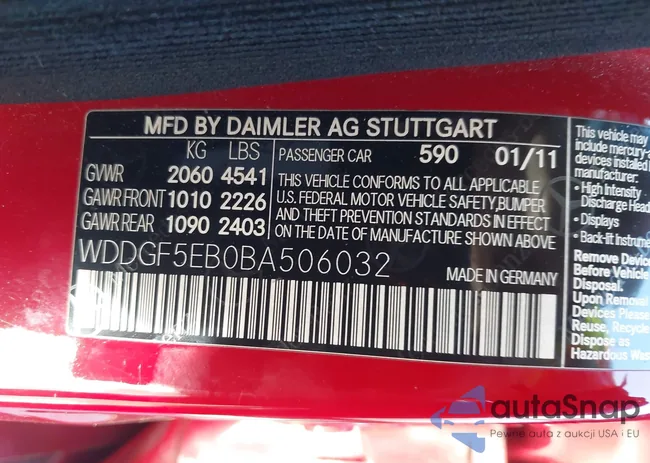 MFD BY DAIMLER AG STUTTGART
KG LBS
GVWR 2060 4541
GAWR FRONT 1010 2226
GAWR REAR 1090 2403
PASSENGER CAR 590 01/11
THIS VEHICLE CONFORMS TO ALL APPLICABLE
U.S. FEDERAL MOTOR VEHICLE SAFETY, BUMPER
AND THEFT PREVENTION STANDARDS IN EFFECT
ON THE DATE OF MANUFACTURE SHOWN ABOVE
WDDGF5EB0BA506032
MADE IN GERMANY
This vehicle may
include mercury-
devices installed
• High Intensity
Discharge Head
• Displays
• Back-lit Instrume
Remove Devic
Before Vehicle
Disposal.
Upon Removal
Devices Please
Reuse, Recycle
Dispose as
Hazardous Was
autaSnap
Pewne auta z aukcji USA i EU